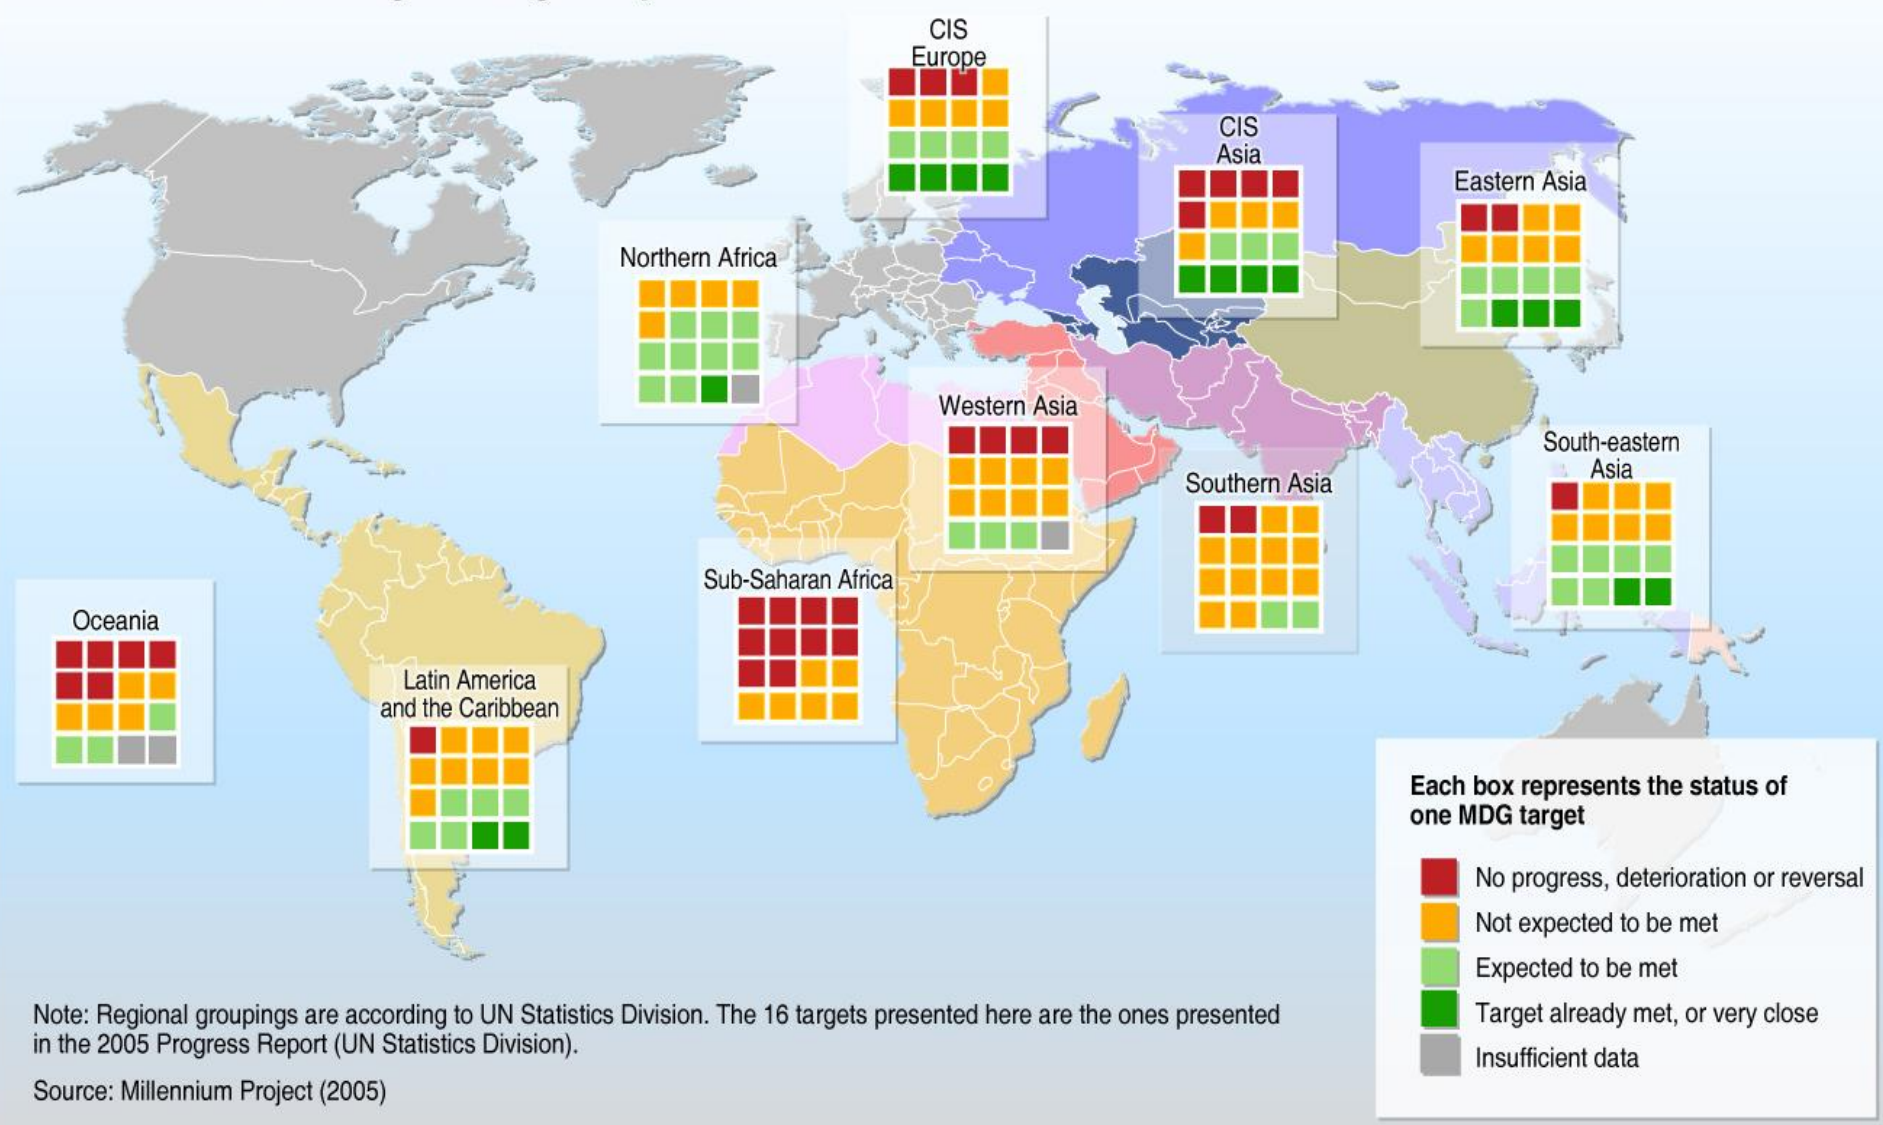 CIS
Europe
CIS
Asia
Eastern Asia
Northern Africa
Western Asia
South-eastern
Asia
Southern Asia
Sub-Saharan Africa
Oceania
Latin America
and the Caribbean
Each box represents the status of
one MDG target
No progress, deterioration or reversal
Not expected to be met
Expected to be met
Target already met, or very close
Insufficient data
Note: Regional groupings are according to UN Statistics Division. The 16 targets presented here are the ones presented
in the 2005 Progress Report (UN Statistics Division).
Source: Millennium Project (2005)